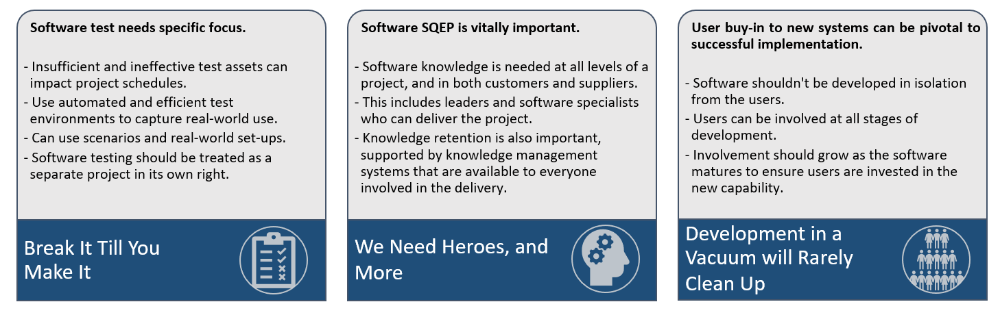 Software test needs specific focus.
- Insufficient and ineffective test assets can
impact project schedules.
- Use automated and efficient test
environments to capture real-world use.
- Can use scenarios and real-world set-ups.
- Software testing should be treated as a
separate project in its own right.
Break It Till You
Make It
Software SQEP is vitally important.
- Software knowledge is needed at all levels of a
project, and in both customers and suppliers.
- This includes leaders and software specialists
who can deliver the project.
- Knowledge retention is also important,
supported by knowledge management
systems that are available to everyone
involved in the delivery.
We Need Heroes, and
More
User buy-in to new systems can be pivotal to
successful implementation.
- Software shouldn't be developed in isolation
from the users.
- Users can be involved at all stages of
development.
- Involvement should grow as the software
matures to ensure users are invested in the
new capability.
Development in a
Vacuum will Rarely
Clean Up